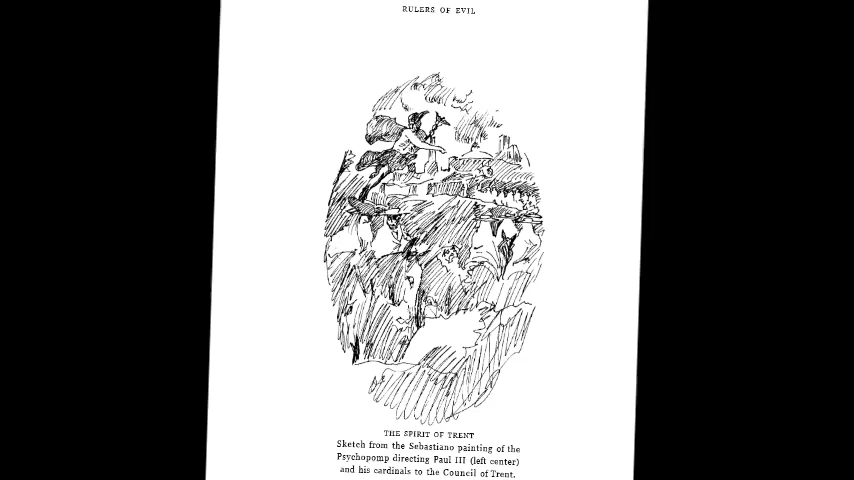 RULERS OF EVIL
THE SPIRIT OF TRENT
Sketch from the Sebastiano painting of the
Psychopomp directing Paul III (left center)
and his cardinals to the Council of Trent.